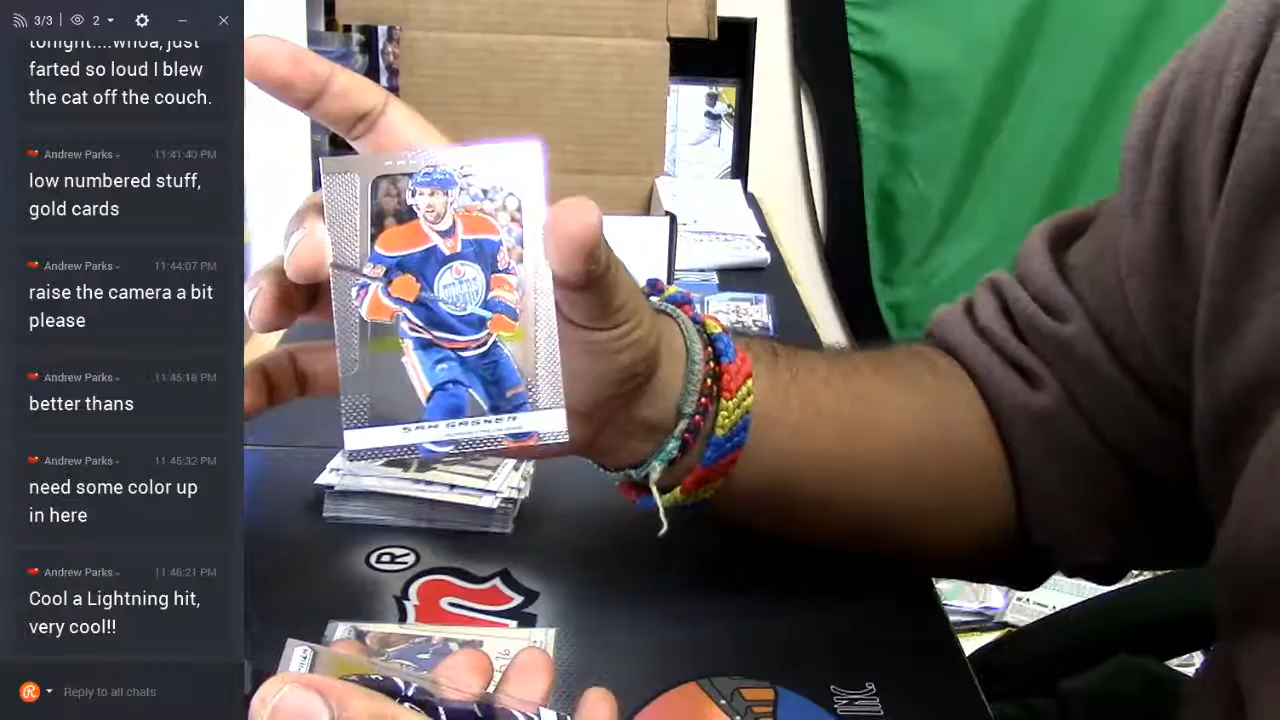 3/3
2
tonight....whoa, just
farted so loud I blew
the cat off the couch.
Andrew Parks 11:41:40 PM
low numbered stuff,
gold cards
Andrew Parks 11:44:07 PM
raise the camera a bit
please
Andrew Parks 11:45:18 PM
better thans
Andrew Parks 11:45:32 PM
need some color up
in here
Andrew Parks 11:46:21 PM
Cool a Lightning hit,
very cool!!
Reply to all chats
OILERS
SAM GAGNER
®
INC